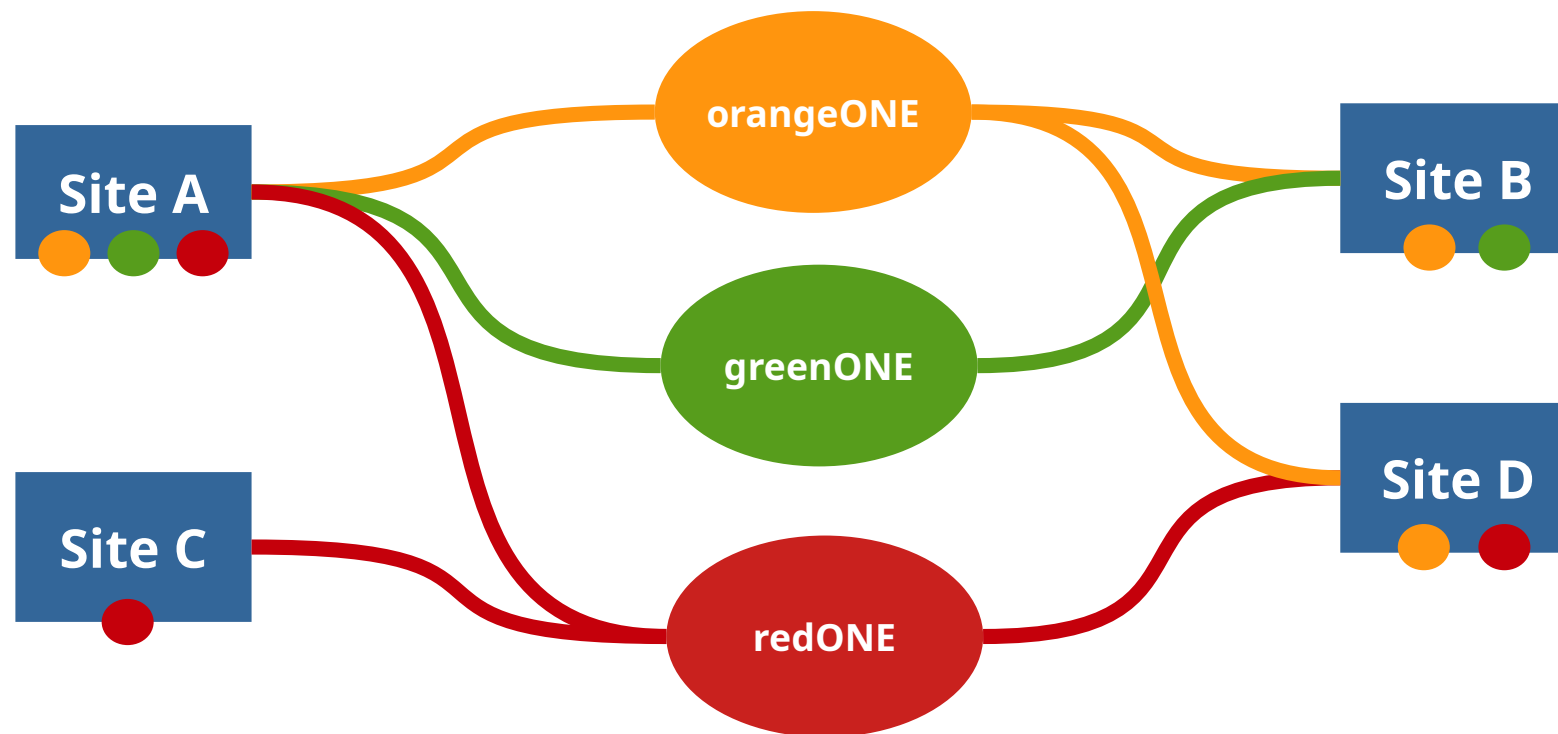 orangeONE
Site A
Site B
greenONE
Site C
Site D
redONE